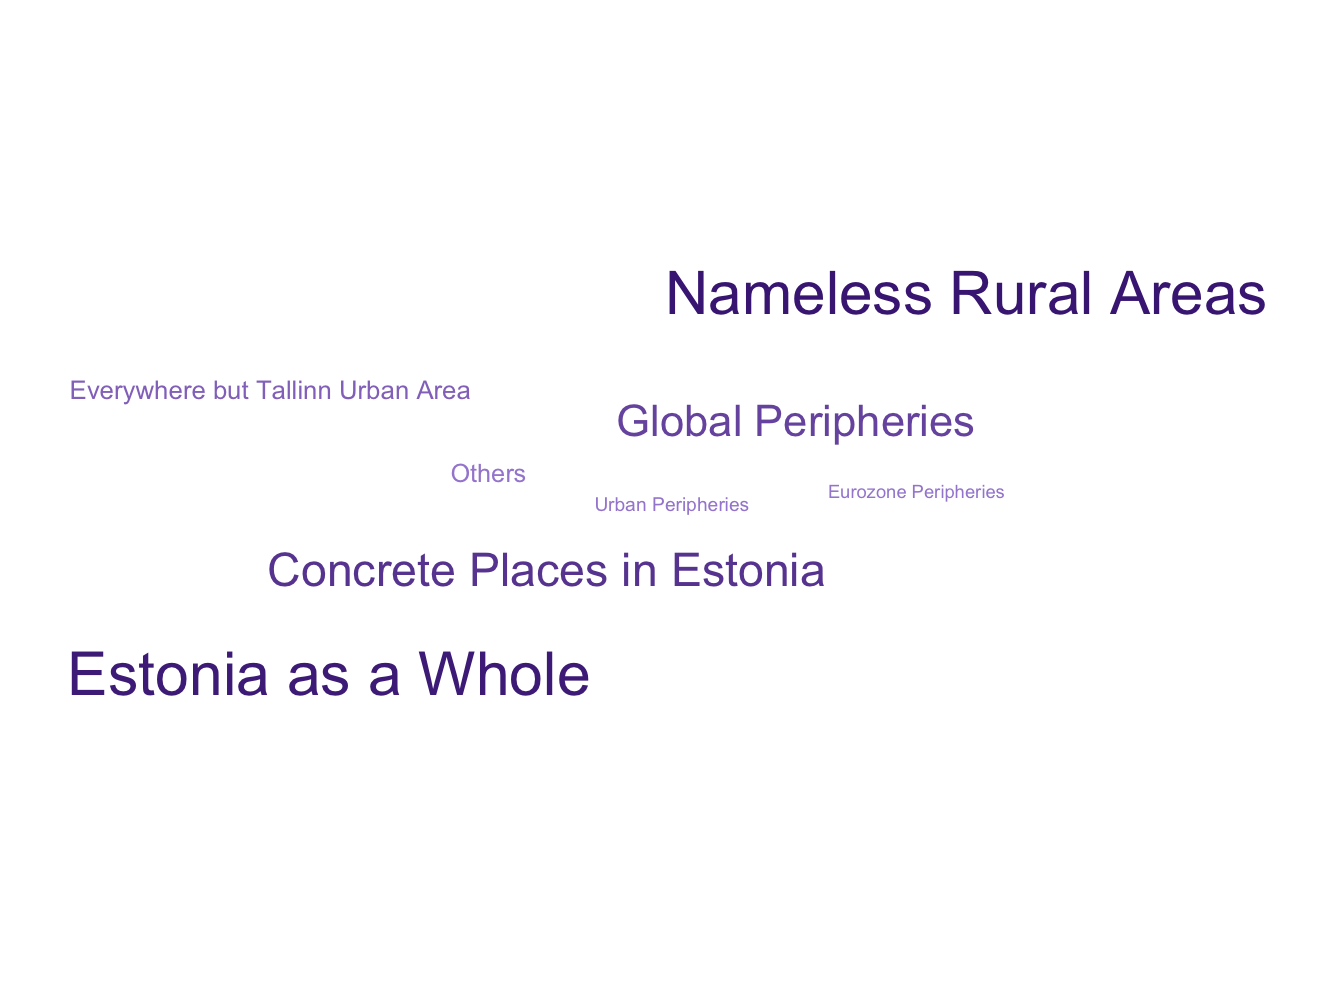 Nameless Rural Areas
Everywhere but Tallinn Urban Area
Global Peripheries
Others
Eurozone Peripheries
Urban Peripheries
Concrete Places in Estonia
Estonia as a Whole